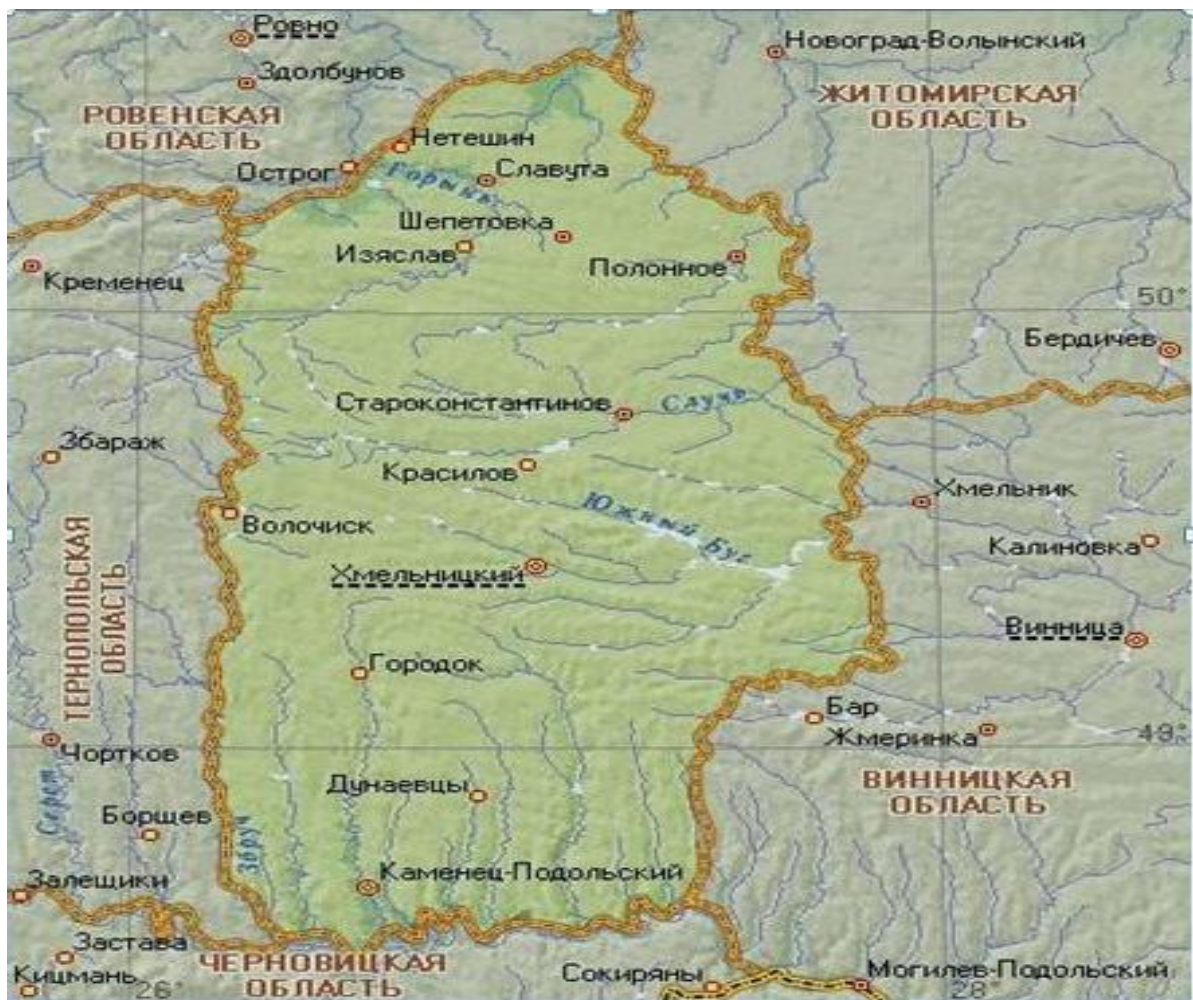 Ровно
Новоград-Волынский
Здолбунов
ЖИТОМИРСКАЯ
ОБЛАСТЬ
РОВЕНСКАЯ
ОБЛАСТЬ
Нетешин
Острог
Славута
Горынь
Шепетовка
Изяслав
Полонное
Кременец
50°
Бердичев
Староконстантинов
Случь
Збараж
Красилов
Хмельник
Южный Буг
Волочиск
Калиновка
Хмельницкий
ТЕРНОПОЛЬСКАЯ
ОБЛАСТЬ
Винница
Городок
Бар
Жмеринка
49°
Чортков
ВИННИЦКАЯ
ОБЛАСТЬ
Дунаевцы
Серет
Борщев
Збруч
Каменец-Подольский
Залещики
Застава
ЧЕРНОВИЦКАЯ
ОБЛАСТЬ
Кицмань
26°
Сокиряны
Могилев-Подольский
28°